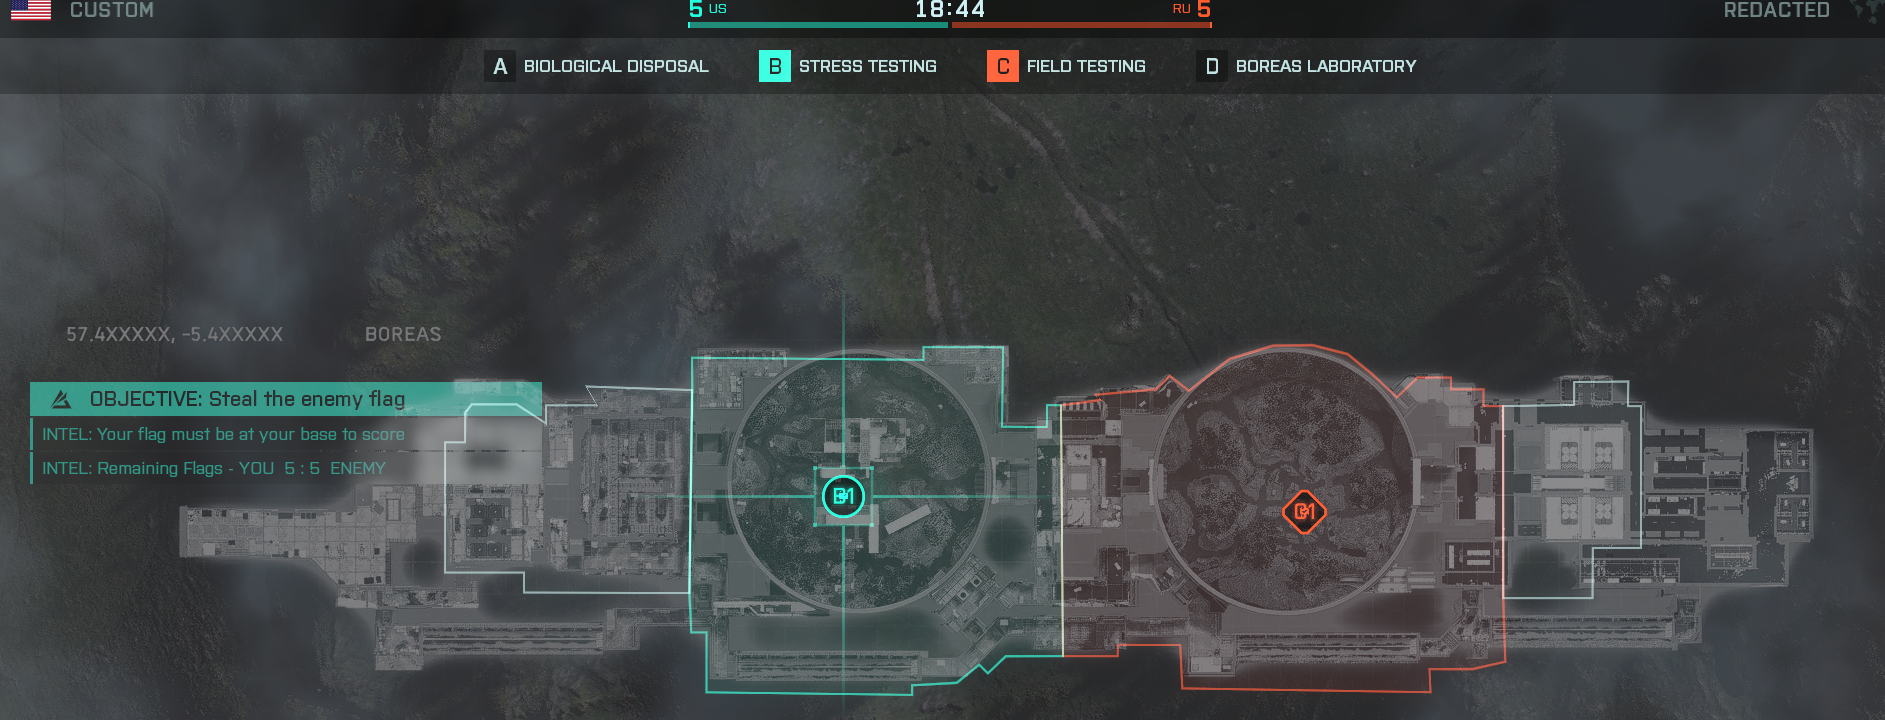 CUSTOM
5 US
18:44
RU 5
REDACTED
A BIOLOGICAL DISPOSAL
B STRESS TESTING
C FIELD TESTING
D BOREAS LABORATORY
57.4XXXXX, -5.4XXXXX
BOREAS
OBJECTIVE: Steal the enemy flag
INTEL: Your flag must be at your base to score
INTEL: Remaining Flags - YOU 5 : 5 ENEMY